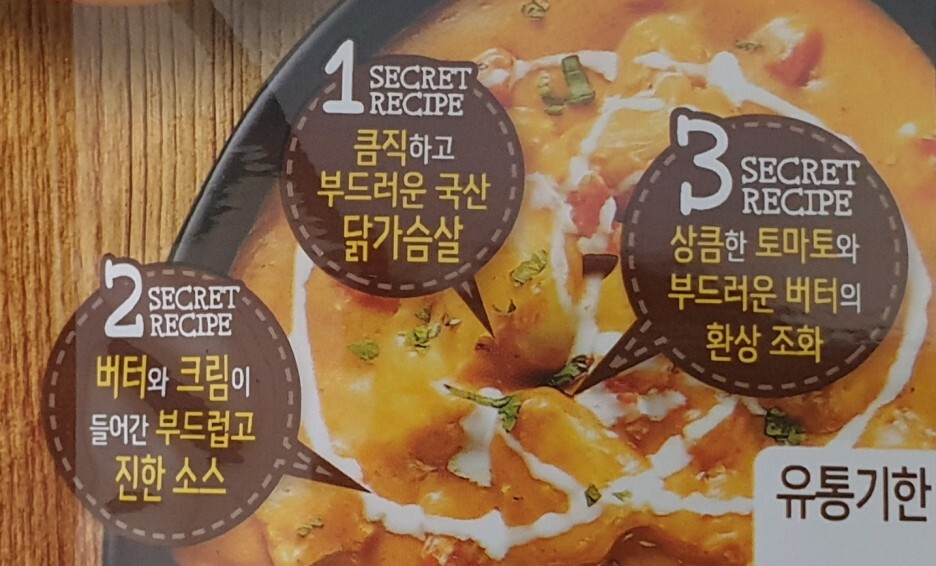 1 SECRET
RECIPE
큼직하고
부드러운 국산
닭가슴살
2 SECRET
RECIPE
버터와 크림이
들어간 부드럽고
진한 소스
3 SECRET
RECIPE
상큼한 토마토와
부드러운 버터의
환상 조화
유통기한